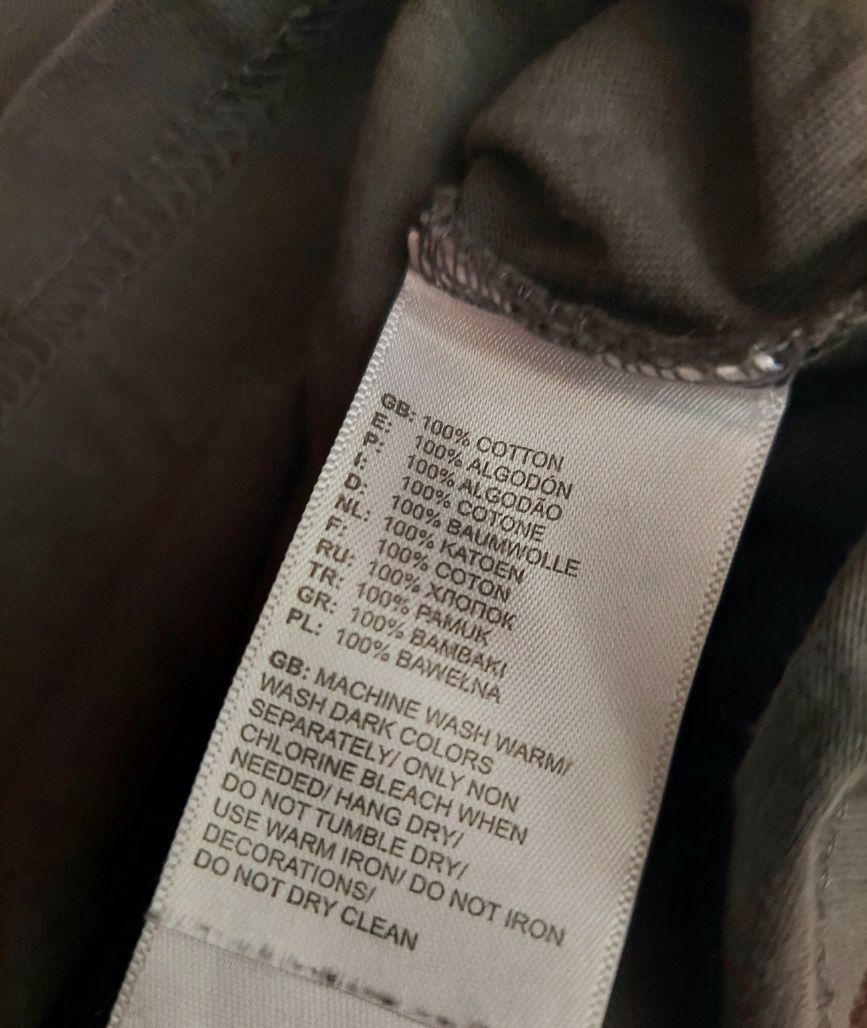 GB: 100% COTTON
E: 100% ALGODÓN
P: 100% ALGODÃO
I: 100% COTONE
D: 100% BAUMWOLLE
NL: 100% KATOEN
F: 100% COTON
RU: 100% ХЛОПОК
TR: 100% PAMUK
GR: 100% ΒΑΜΒΑΚΙ
PL: 100% BAWEŁNA
GB: MACHINE WASH WARM/
WASH DARK COLORS
SEPARATELY/ ONLY NON
CHLORINE BLEACH WHEN
NEEDED/ HANG DRY/
DO NOT TUMBLE DRY/
USE WARM IRON/ DO NOT IRON
DECORATIONS/
DO NOT DRY CLEAN